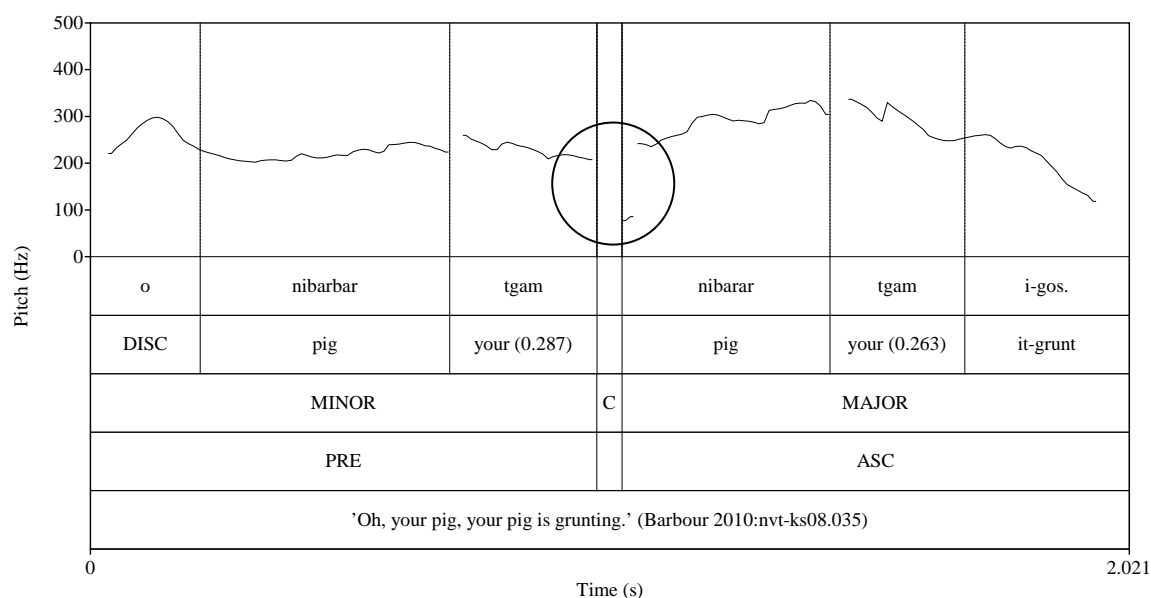 500
400
300
200
100
0
Pitch (Hz)
o nibarbar tgam nibarar tgam i-gos.
DISC pig your (0.287) pig your (0.263) it-grunt
MINOR C MAJOR
PRE ASC
’Oh, your pig, your pig is grunting.’ (Barbour 2010:nvt-ks08.035)
0 2.021
Time (s)